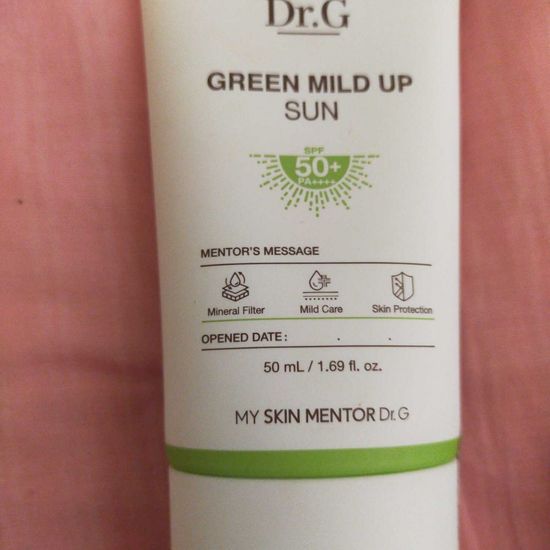 Dr.G
GREEN MILD UP
SUN
SPF
50+
PA++++
MENTOR'S MESSAGE
Mineral Filter Mild Care Skin Protection
OPENED DATE : . .
50 mL / 1.69 fl. oz.
MY SKIN MENTOR Dr.G